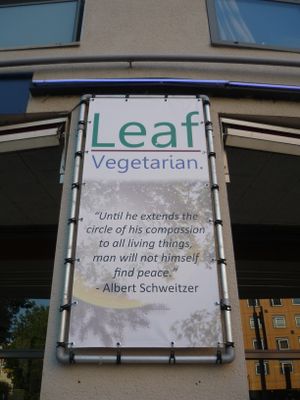 Leaf
Vegetarian.
"Until he extends the
circle of his compassion
to all living things,
man will not himself
find peace."
- Albert Schweitzer